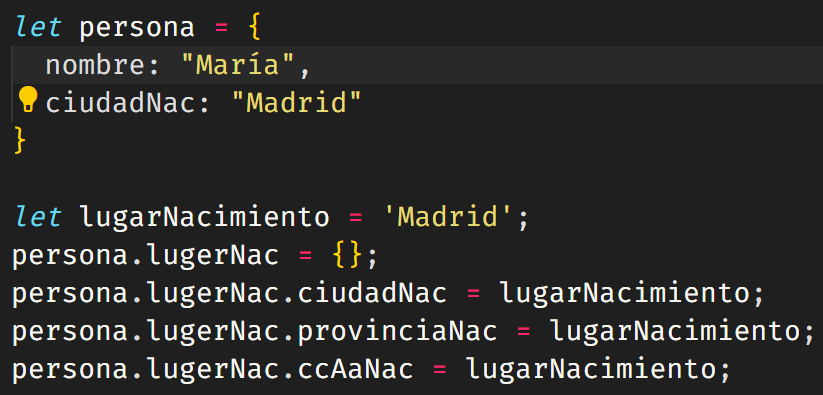 let persona = {
  nombre: "María",
  ciudadNac: "Madrid"
}
let lugarNacimiento = 'Madrid';
persona.lugerNac = {};
persona.lugerNac.ciudadNac = lugarNacimiento;
persona.lugerNac.provinciaNac = lugarNacimiento;
persona.lugerNac.ccAaNac = lugarNacimiento;